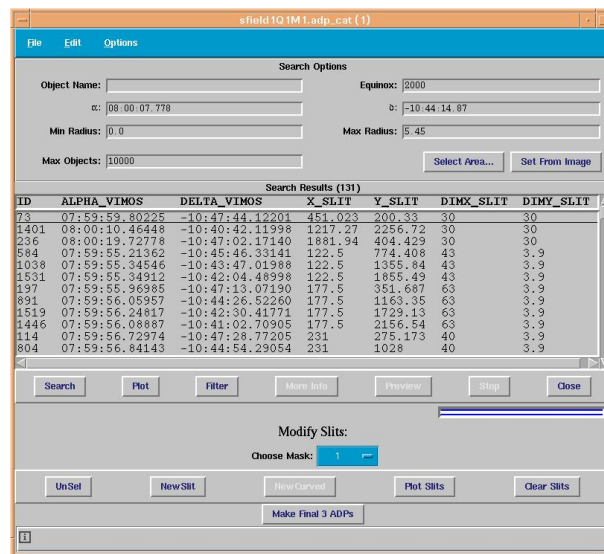 sfield1Q1M1.adp_cat (1)
File Edit Options
Search Options
Object Name: Equinox: 2000
α: 08:00:07.778 δ: -10:44:14.87
Min Radius: 0.0 Max Radius: 5.45
Max Objects: 10000 Select Area... Set From Image
Search Results (131)
ID ALPHA_VIMOS DELTA_VIMOS X_SLIT Y_SLIT DIMX_SLIT DIMY_SLIT
73 07:59:59.80225 -10:47:44.12201 451.023 200.33 30 30
1401 08:00:10.46448 -10:40:42.11998 1217.27 2256.72 30 30
236 08:00:19.72778 -10:47:02.17140 1881.94 404.429 30 30
584 07:59:55.21362 -10:45:46.33141 122.5 774.408 43 3.9
1038 07:59:55.34546 -10:43:47.01988 122.5 1355.84 43 3.9
1531 07:59:55.34912 -10:42:04.48998 122.5 1855.49 43 3.9
197 07:59:55.96985 -10:47:13.07190 177.5 351.687 63 3.9
891 07:59:56.05957 -10:44:26.52260 177.5 1163.35 63 3.9
1519 07:59:56.24817 -10:42:30.41771 177.5 1729.13 63 3.9
1446 07:59:56.08887 -10:41:02.70905 177.5 2156.54 63 3.9
114 07:59:56.72974 -10:47:28.77205 231 275.173 40 3.9
804 07:59:56.84143 -10:44:54.29054 231 1028 40 3.9
Search Plot Filter More Info Preview Stop Close
Modify Slits:
Choose Mask: 1
UnSel New Slit New Curved Plot Slits Clear Slits
Make Final 3 ADPs